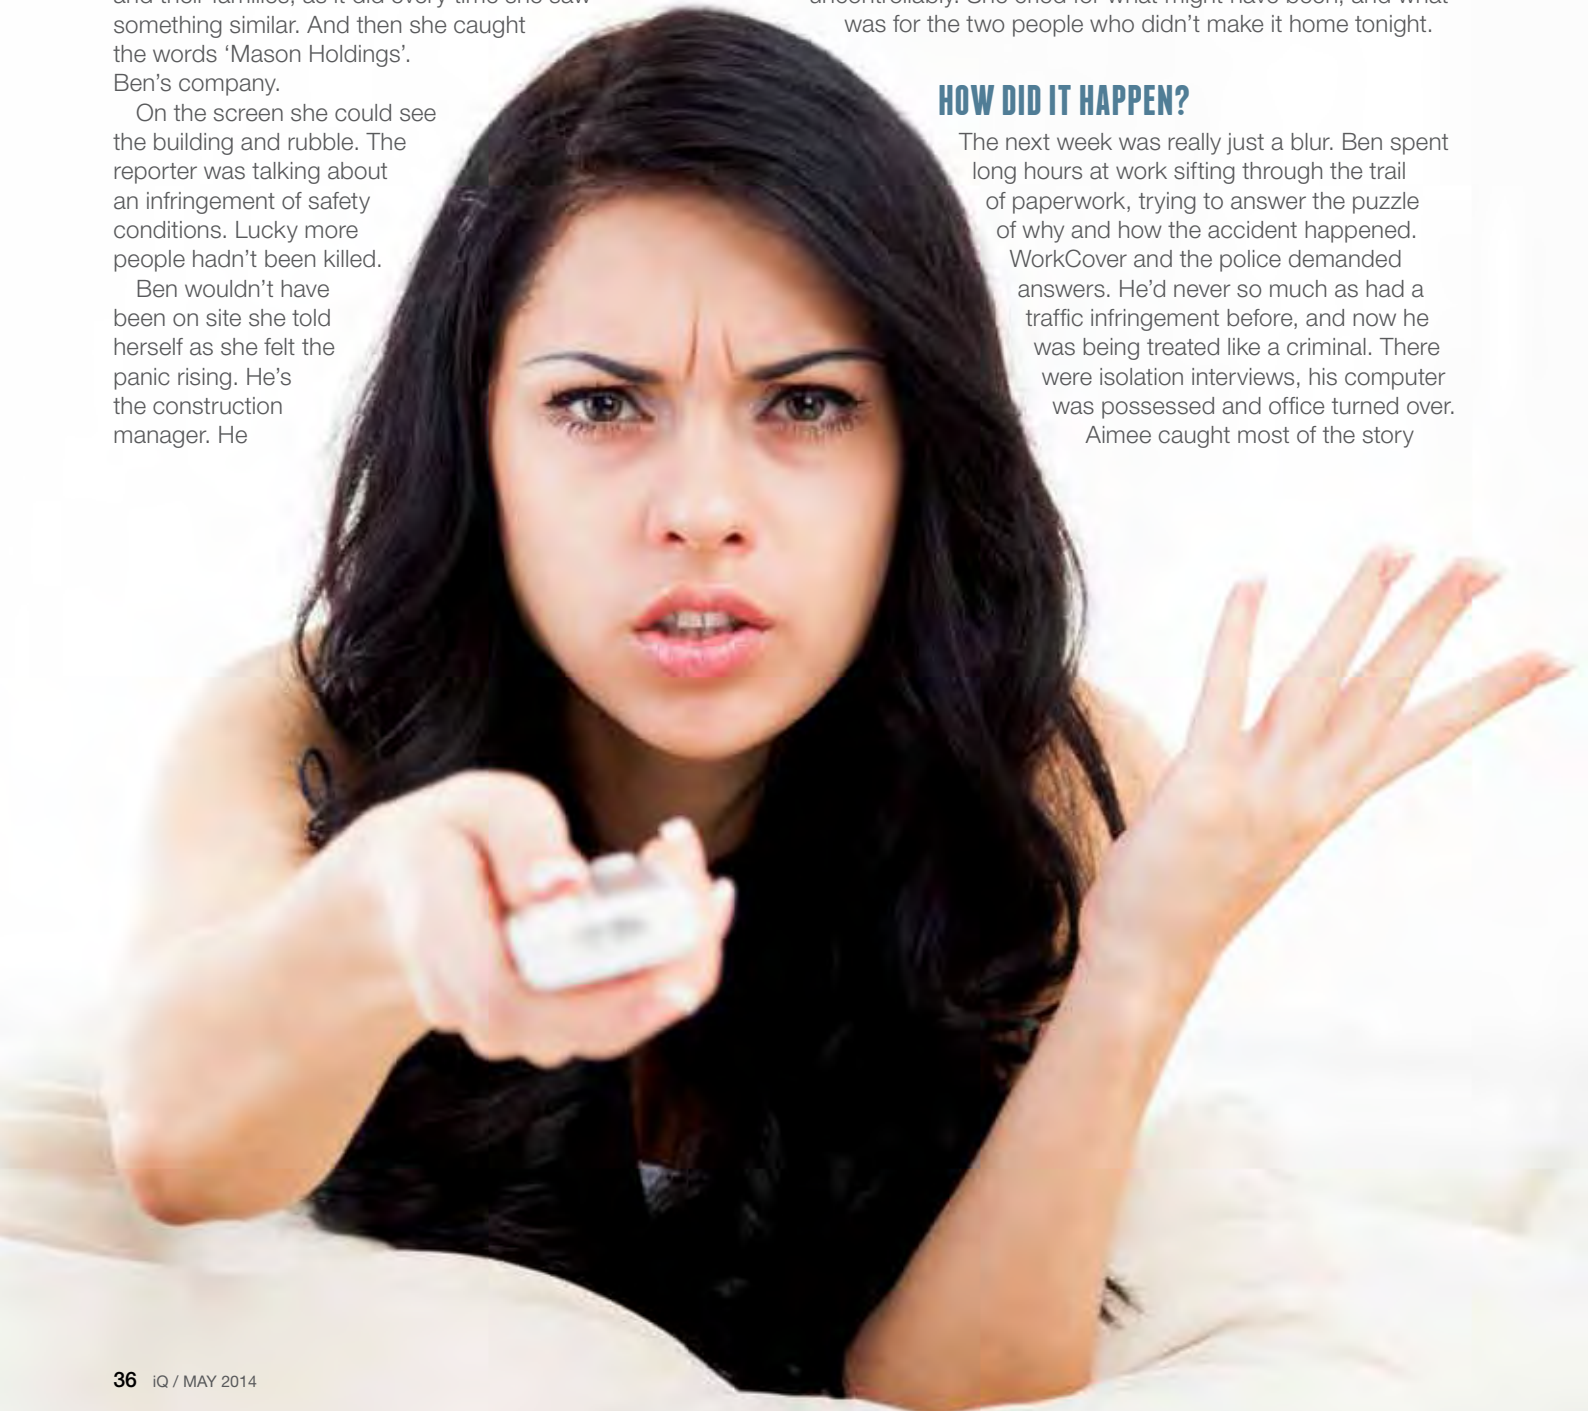 something similar. And then she caught
the words ‘Mason Holdings’.
Ben’s company.
On the screen she could see
the building and rubble. The
reporter was talking about
an infringement of safety
conditions. Lucky more
people hadn’t been killed.
Ben wouldn’t have
been on site she told
herself as she felt the
panic rising. He’s
the construction
manager. He
was for the two people who didn’t make it home tonight.
HOW DID IT HAPPEN?
The next week was really just a blur. Ben spent
long hours at work sifting through the trail
of paperwork, trying to answer the puzzle
of why and how the accident happened.
WorkCover and the police demanded
answers. He’d never so much as had a
traffic infringement before, and now he
was being treated like a criminal. There
were isolation interviews, his computer
was possessed and office turned over.
Aimee caught most of the story
36 iQ / MAY 2014